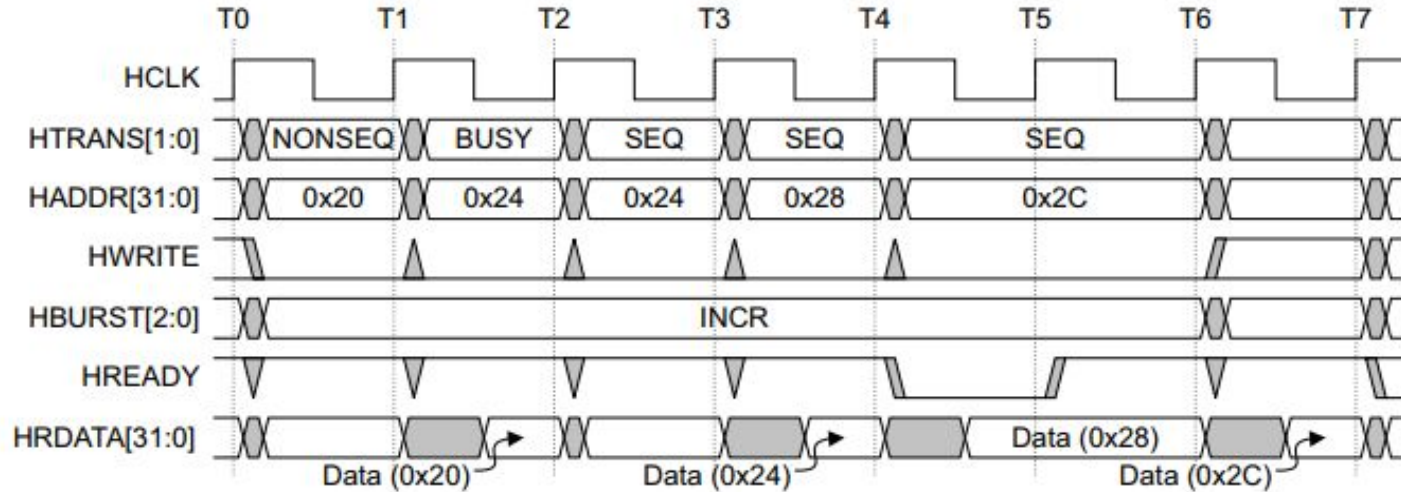 T0 T1 T2 T3 T4 T5 T6 T7
HCLK
HTRANS[1:0] NONSEQ BUSY SEQ SEQ SEQ
HADDR[31:0] 0x20 0x24 0x24 0x28 0x2C
HWRITE
HBURST[2:0] INCR
HREADY
HRDATA[31:0] Data (0x28)
Data (0x20) Data (0x24) Data (0x2C)